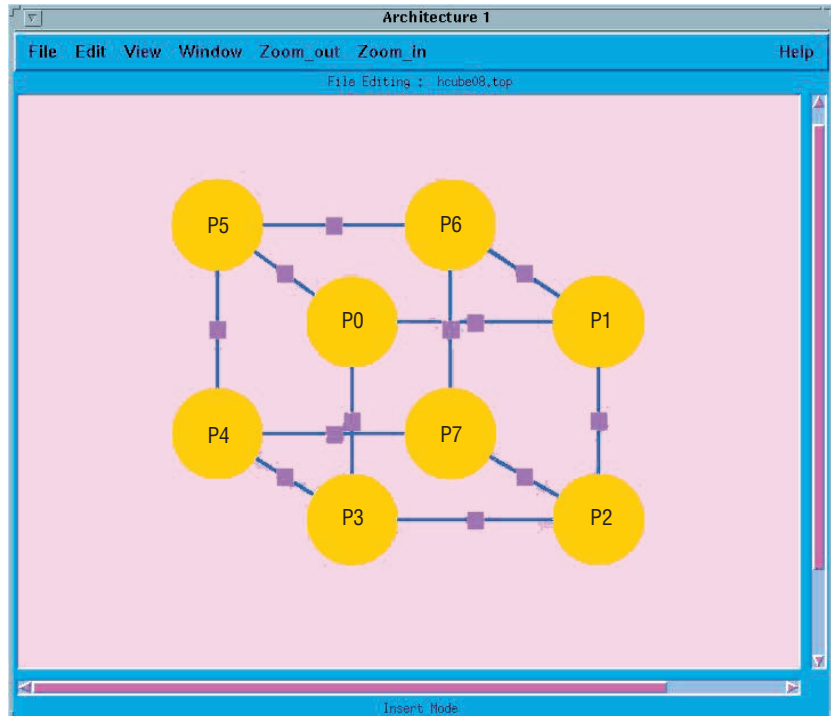 Architecture 1
File Edit View Window Zoom_out Zoom_in Help
File Editing : hcube08.top
P5 P6
P0 P1
P4 P7
P3 P2
Insert Mode